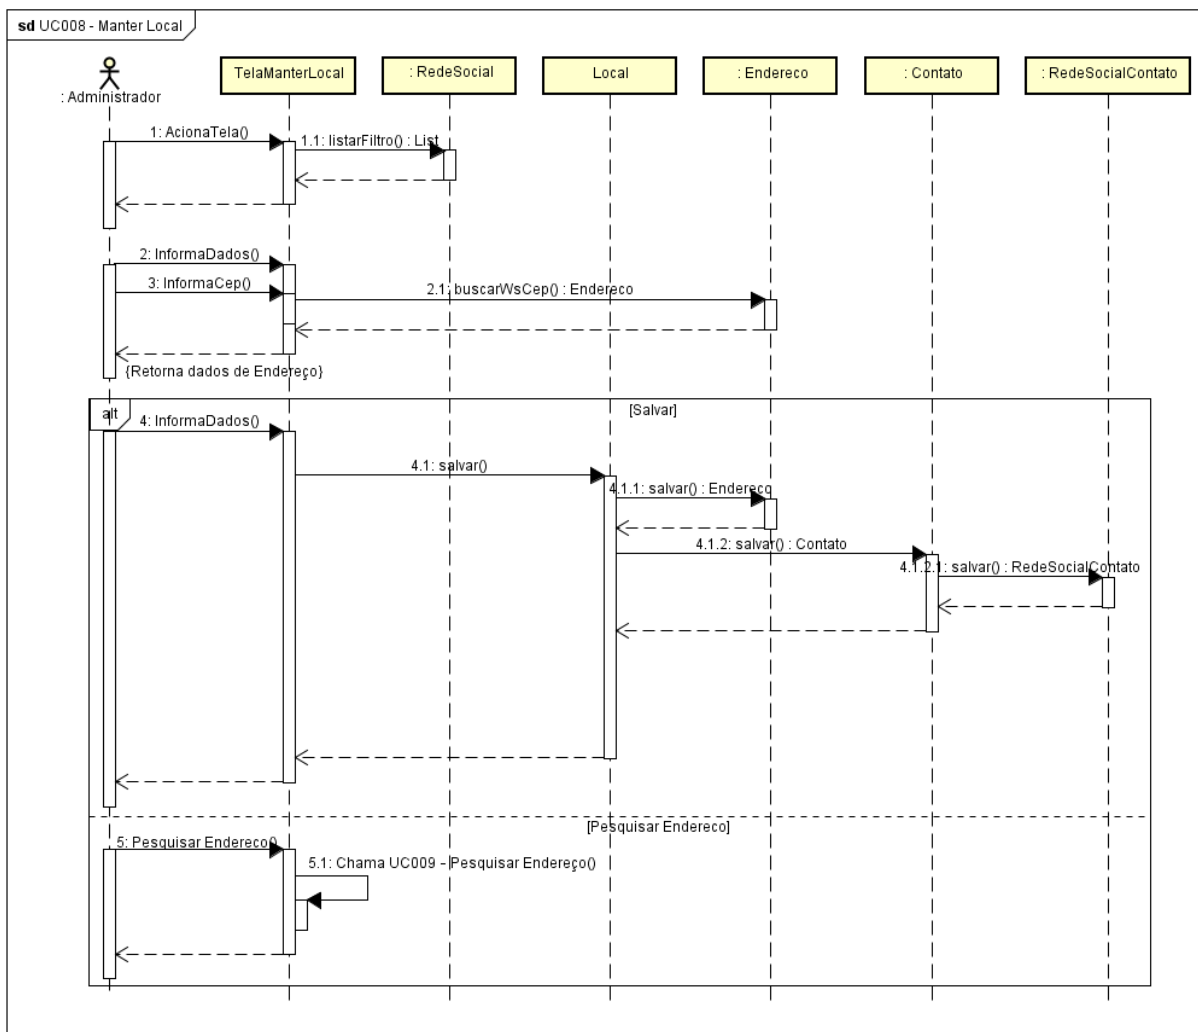 sd UC008 - Manter Local
: Administrador
TelaManterLocal
: RedeSocial
Local
: Endereco
: Contato
: RedeSocialContato
1: AcionaTela()
1.1: listarFiltro() : List
2: InformaDados()
3: InformaCep()
2.1: buscarWsCep() : Endereco
{Retorna dados de Endereço}
alt
[Salvar]
4: InformaDados()
4.1: salvar()
4.1.1: salvar() : Endereco
4.1.2: salvar() : Contato
4.1.2.1: salvar() : RedeSocialContato
[Pesquisar Endereco]
5: Pesquisar Endereco()
5.1: Chama UC009 - Pesquisar Endereço()